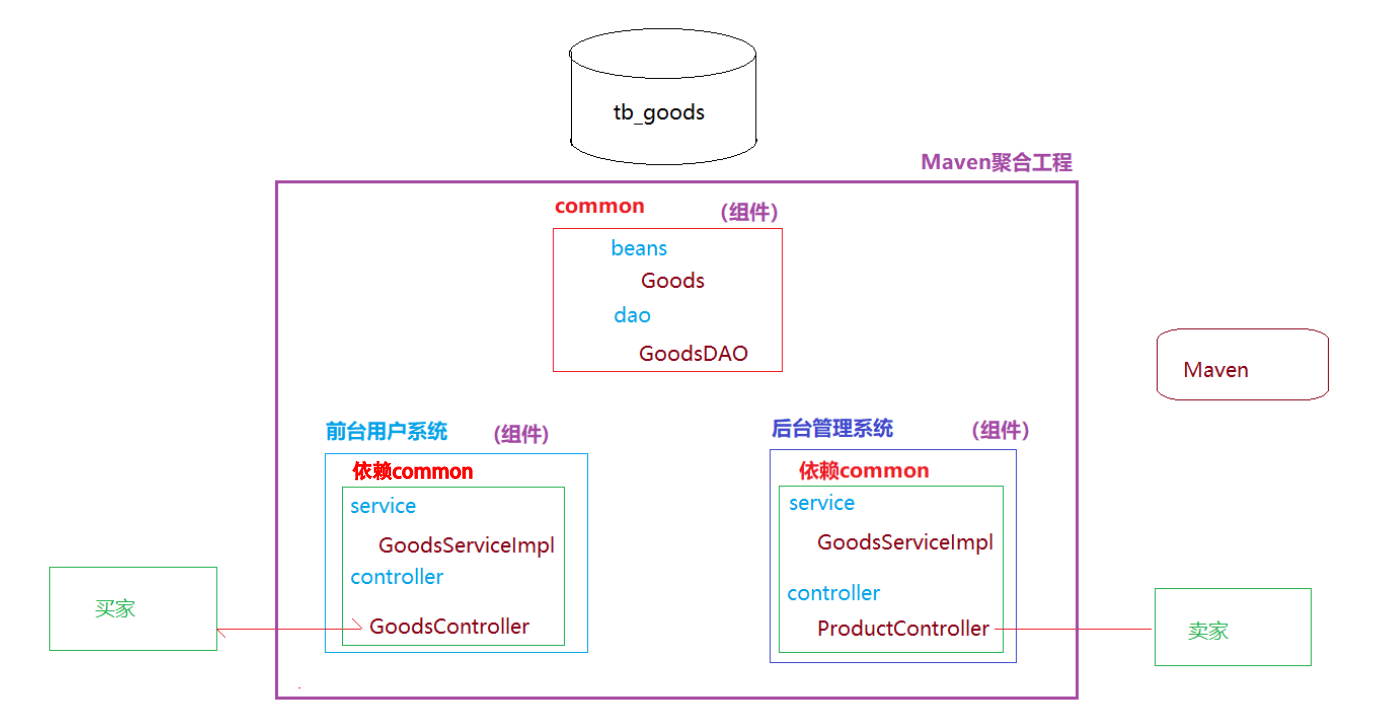 tb_goods
Maven聚合工程
common (组件)
beans
Goods
dao
GoodsDAO
Maven
前台用户系统 (组件)
依赖common
service
GoodsServiceImpl
controller
GoodsController
后台管理系统 (组件)
依赖common
service
GoodsServiceImpl
controller
ProductController
买家
卖家